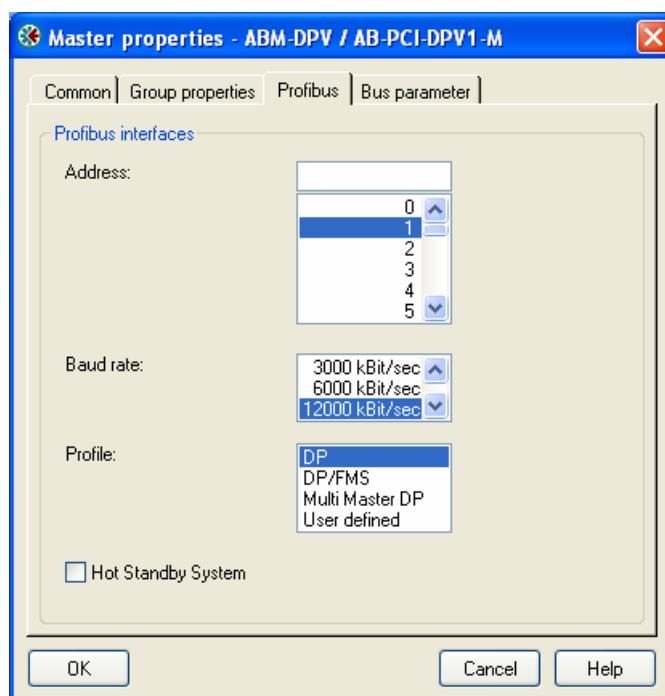 Master properties - ABM-DPV / AB-PCI-DPV1-M
Common Group properties Profibus Bus parameter
Profibus interfaces
Address:
0
1
2
3
4
5
Baud rate:
3000 kBit/sec
6000 kBit/sec
12000 kBit/sec
Profile:
DP
DP/FMS
Multi Master DP
User defined
Hot Standby System
OK Cancel Help